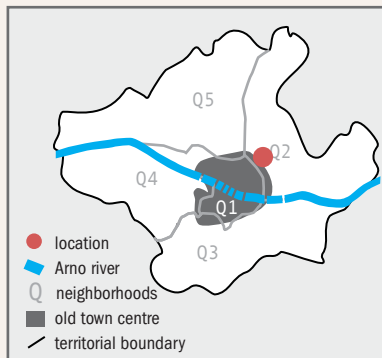 Q5
Q2
Q4
Q1
Q3
location
Arno river
Q neighborhoods
old town centre
territorial boundary